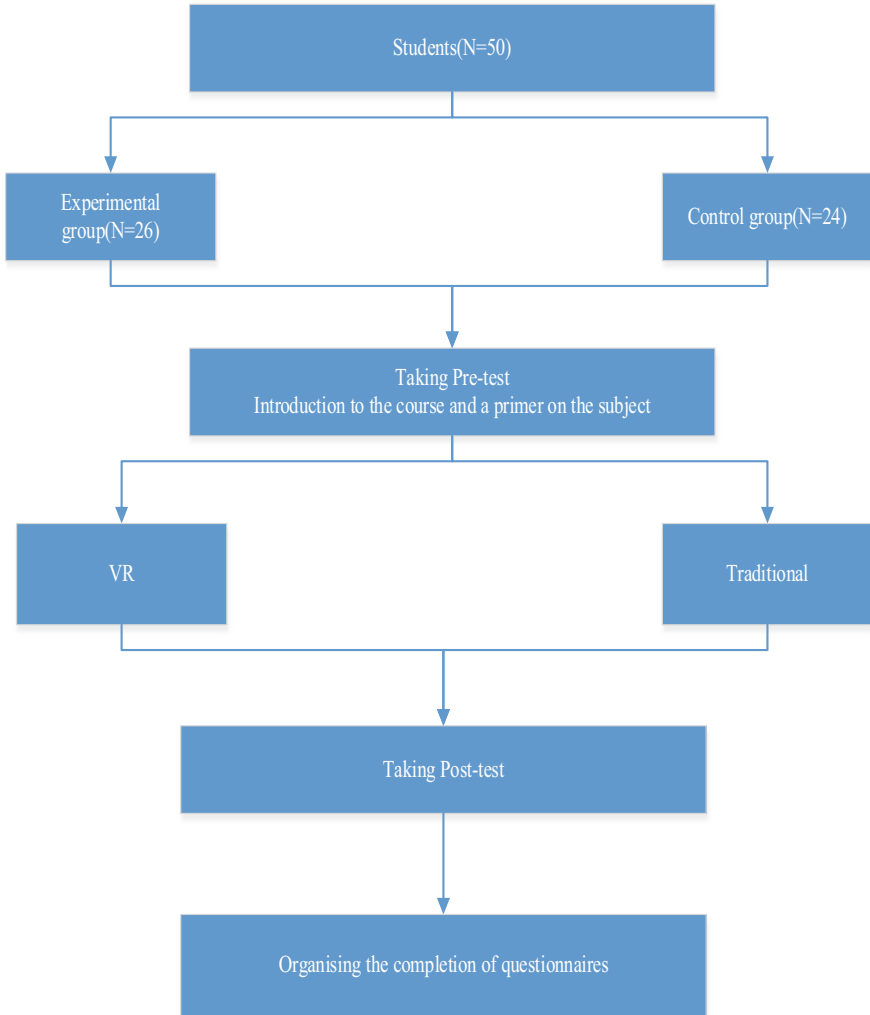 Students(N=50)
Experimental
group(N=26)
Control group(N=24)
Taking Pre-test
Introduction to the course and a primer on the subject
VR
Traditional
Taking Post-test
Organising the completion of questionnaires